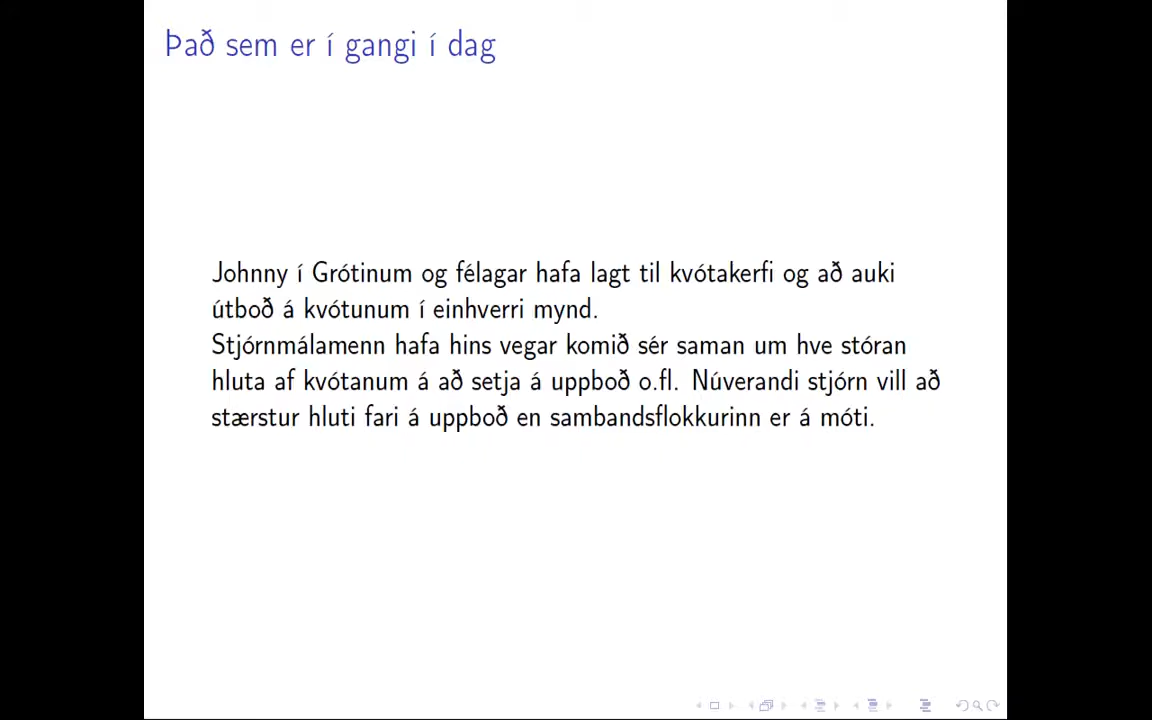 Það sem er í gangi í dag
Johnny í Grótinum og félagar hafa lagt til kvótakerfi og að auki
útboð á kvótunum í einhverri mynd.
Stjórnmálamenn hafa hins vegar komið sér saman um hve stóran
hluta af kvótanum á að setja á uppboð o.fl. Núverandi stjórn vill að
stærstur hluti fari á uppboð en sambandsflokkurinn er á móti.